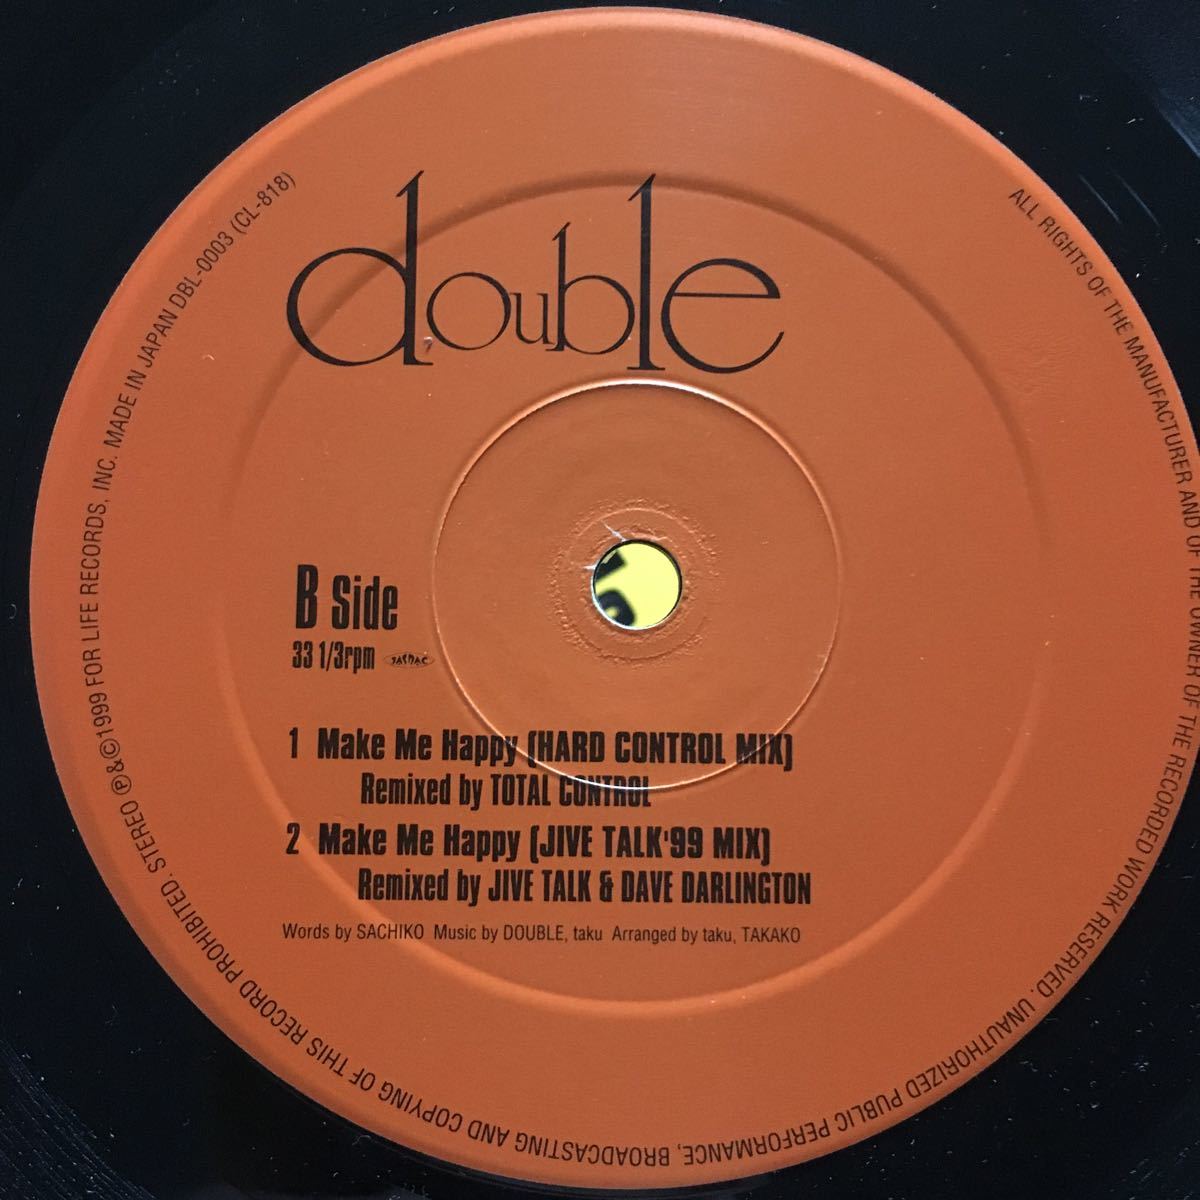 double
B Side
33 1/3rpm JASRAC
1 Make Me Happy (HARD CONTROL MIX)
Remixed by TOTAL CONTROL
2 Make Me Happy (JIVE TALK'99 MIX)
Remixed by JIVE TALK & DAVE DARLINGTON
Words by SACHIKO Music by DOUBLE, taku Arranged by taku, TAKAKO
ALL RIGHTS OF THE MANUFACTURER AND OF THE OWNER OF THE RECORDED WORK RESERVED. UNAUTHORIZED PUBLIC PERFORMANCE, BROADCASTING AND COPYING OF THIS RECORD PROHIBITED. STEREO Ⓟ&©1999 FOR LIFE RECORDS, INC. MADE IN JAPAN DBL-0003 (CL-818)